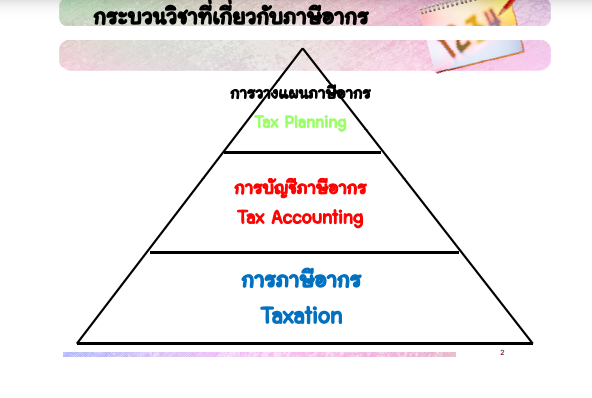 กระบวนวิชาที่เกี่ยวกับภาษีอากร
1234
การวางแผนภาษีอากร
Tax Planning
การบัญชีภาษีอากร
Tax Accounting
การภาษีอากร
Taxation
2